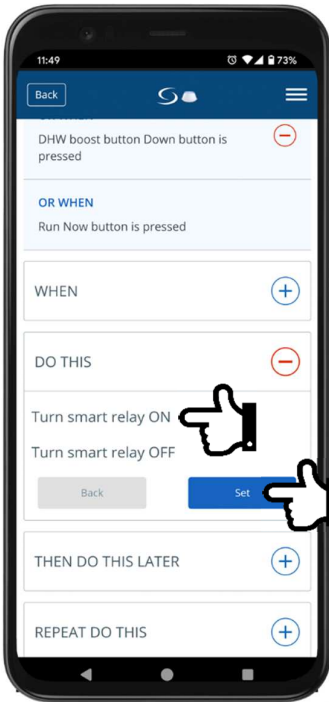 11:49 73%
Back
DHW boost button Down button is
pressed
OR WHEN
Run Now button is pressed
WHEN
DO THIS
Turn smart relay ON
Turn smart relay OFF
Back Set
THEN DO THIS LATER
REPEAT DO THIS